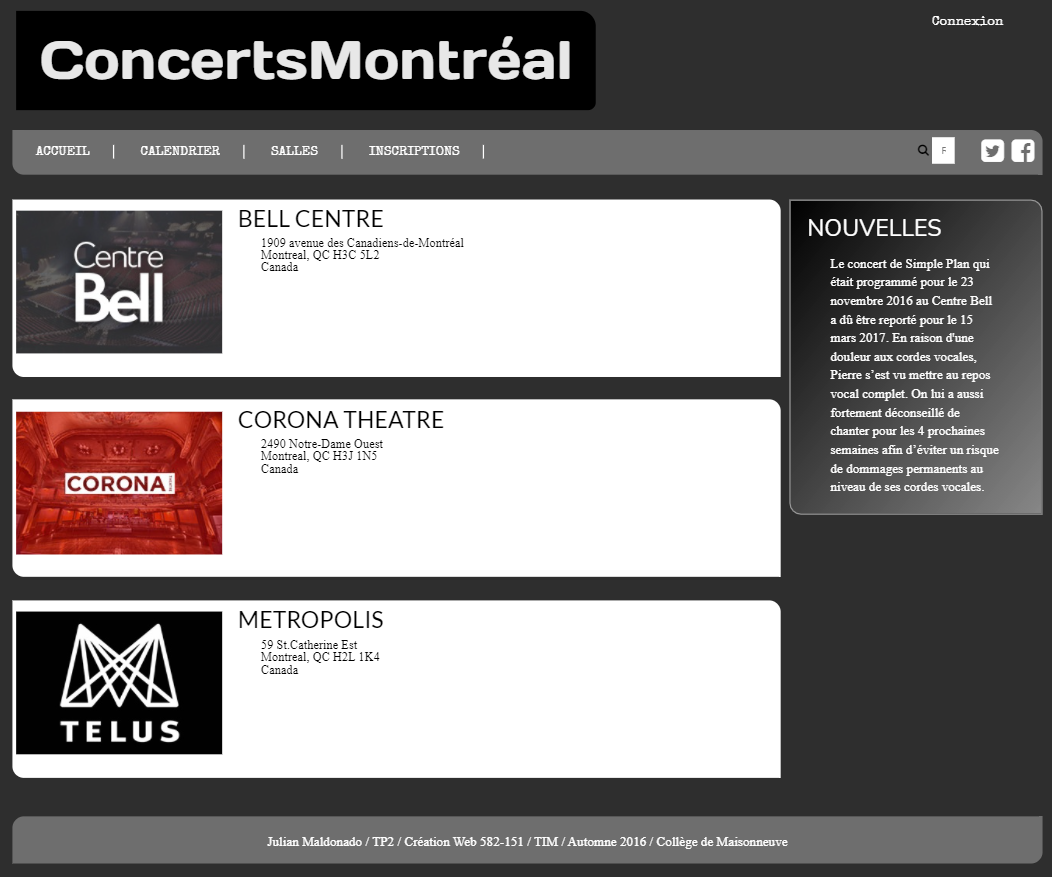 ConcertsMontréal
Connexion
ACCUEIL | CALENDRIER | SALLES | INSCRIPTIONS |
F
Centre
Bell
BELL CENTRE
1909 avenue des Canadiens-de-Montréal
Montreal, QC H3C 5L2
Canada
CORONA
THEATRE
CORONA THEATRE
2490 Notre-Dame Ouest
Montreal, QC H3J 1N5
Canada
TELUS
METROPOLIS
59 St.Catherine Est
Montreal, QC H2L 1K4
Canada
NOUVELLES
Le concert de Simple Plan qui
était programmé pour le 23
novembre 2016 au Centre Bell
a dû être reporté pour le 15
mars 2017. En raison d'une
douleur aux cordes vocales,
Pierre s’est vu mettre au repos
vocal complet. On lui a aussi
fortement déconseillé de
chanter pour les 4 prochaines
semaines afin d’éviter un risque
de dommages permanents au
niveau de ses cordes vocales.
Julian Maldonado / TP2 / Création Web 582-151 / TIM / Automne 2016 / Collège de Maisonneuve